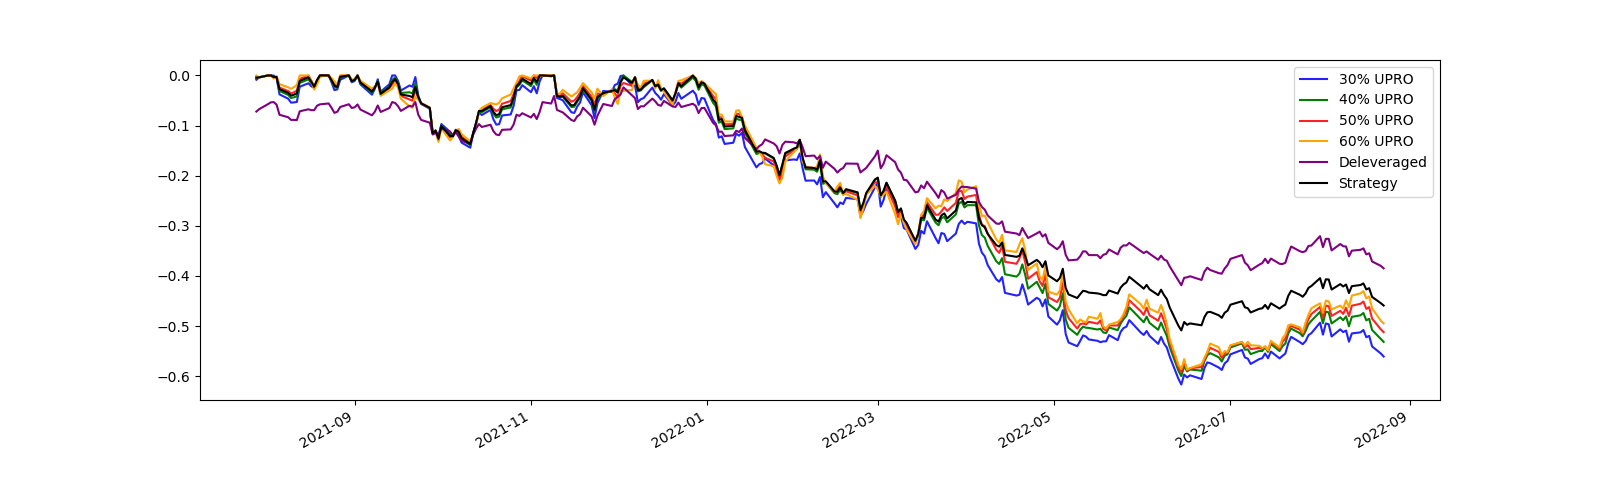 0.0
−0.1
−0.2
−0.3
−0.4
−0.5
−0.6
2021-09
2021-11
2022-01
2022-03
2022-05
2022-07
2022-09
30% UPRO
40% UPRO
50% UPRO
60% UPRO
Deleveraged
Strategy